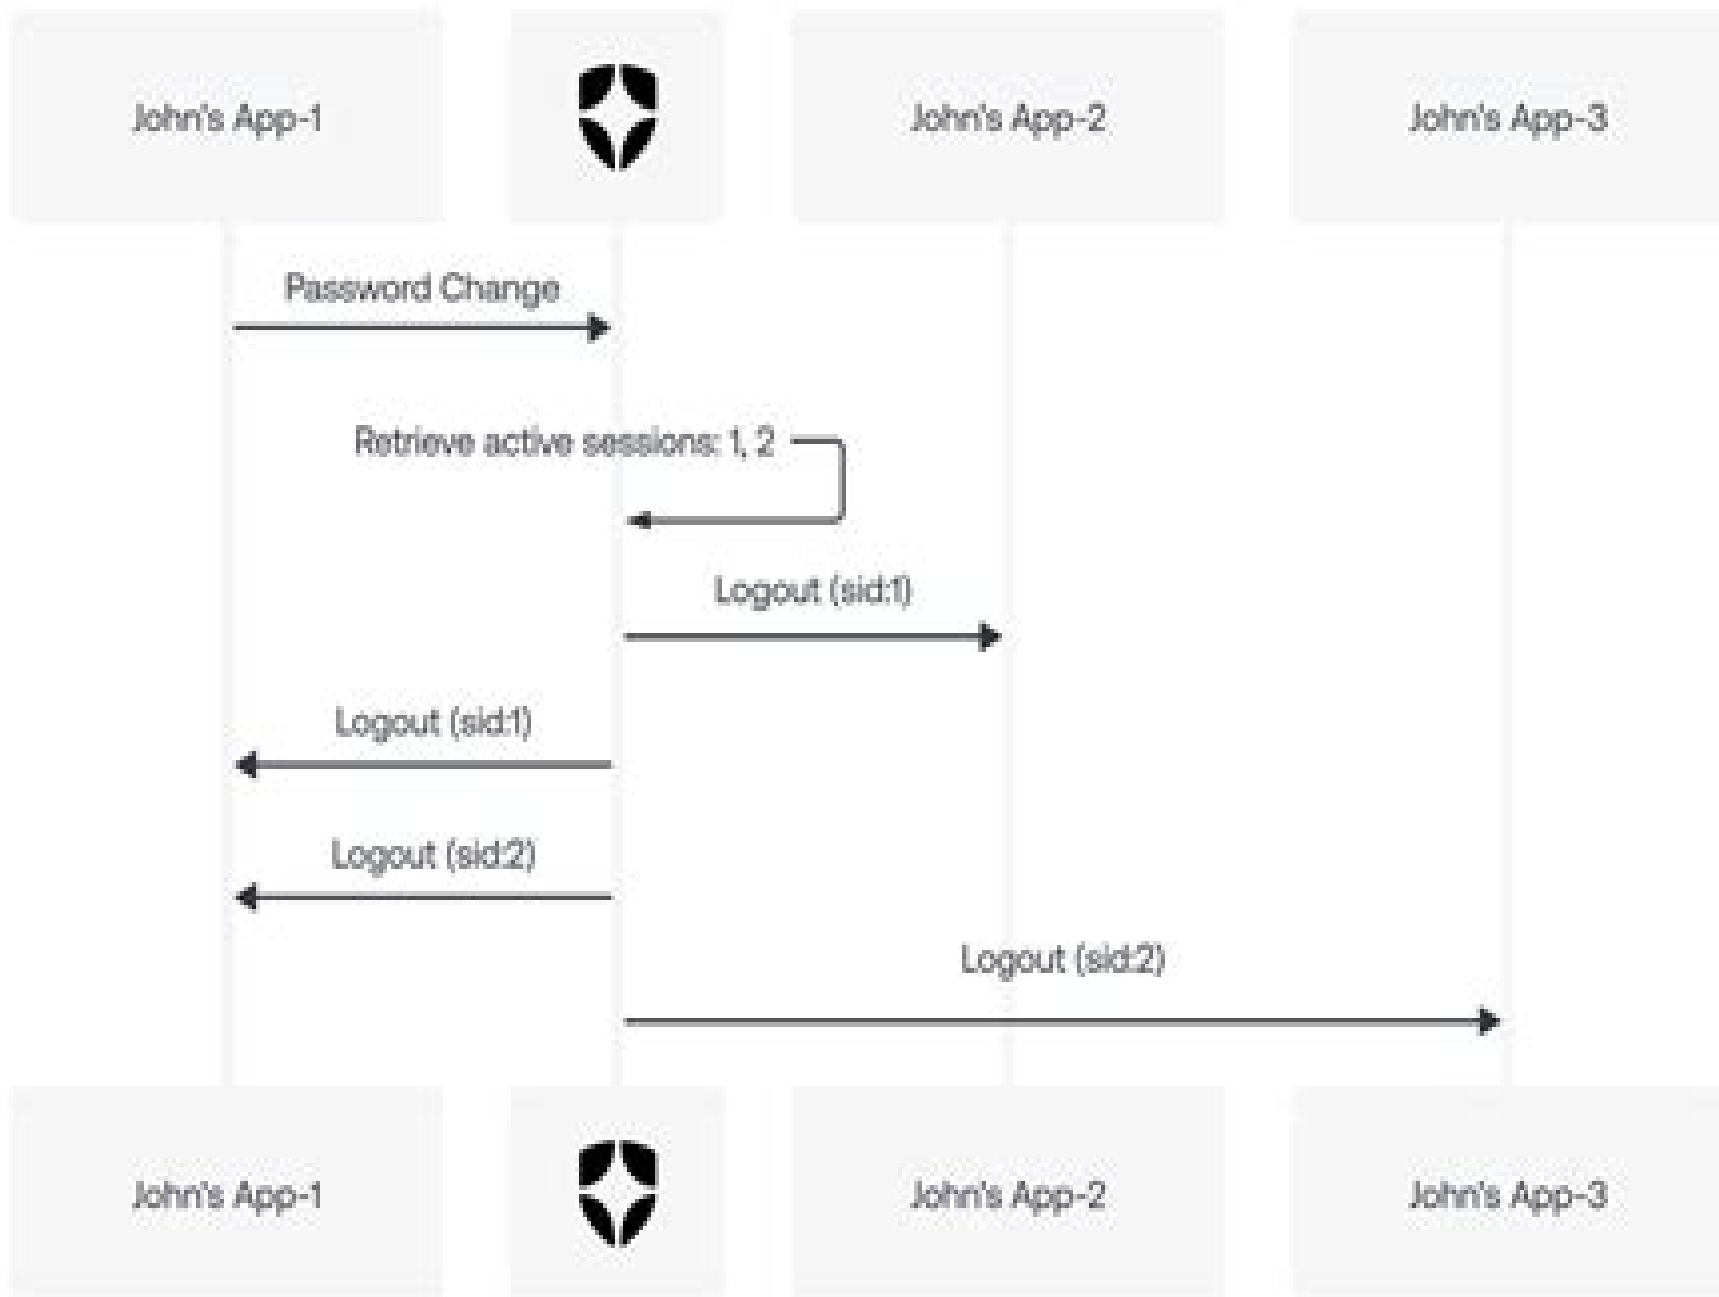 John's App-1
John's App-2
John's App-3
Password Change
Retrieve active sessions: 1, 2
Logout (sid:1)
Logout (sid:1)
Logout (sid:2)
Logout (sid:2)
John's App-1
John's App-2
John's App-3